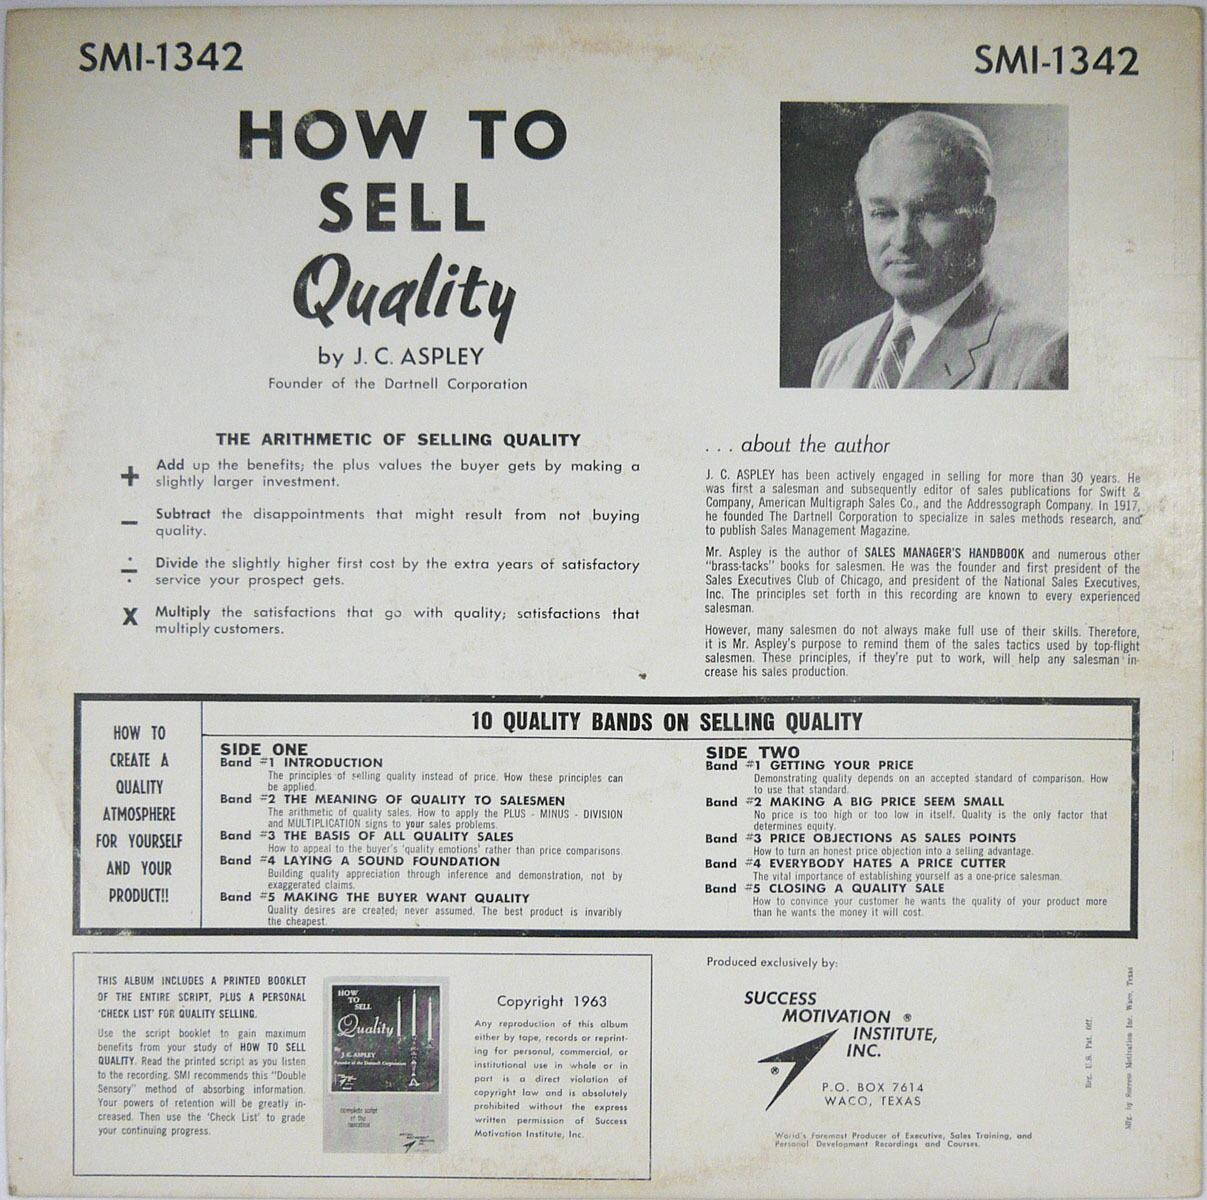 SMI-1342
SMI-1342
HOW TO
SELL
Quality
by J. C. ASPLEY
Founder of the Dartnell Corporation
THE ARITHMETIC OF SELLING QUALITY
+ Add up the benefits; the plus values the buyer gets by making a
slightly larger investment.
− Subtract the disappointments that might result from not buying
quality.
÷ Divide the slightly higher first cost by the extra years of satisfactory
service your prospect gets.
X Multiply the satisfactions that go with quality; satisfactions that
multiply customers.
. . . about the author
J. C. ASPLEY has been actively engaged in selling for more than 30 years. He
was first a salesman and subsequently editor of sales publications for Swift &
Company, American Multigraph Sales Co., and the Addressograph Company. In 1917,
he founded The Dartnell Corporation to specialize in sales methods research, and
to publish Sales Management Magazine.
Mr. Aspley is the author of SALES MANAGER'S HANDBOOK and numerous other
"brass-tacks" books for salesmen. He was the founder and first president of the
Sales Executives Club of Chicago, and president of the National Sales Executives,
Inc. The principles set forth in this recording are known to every experienced
salesman.
However, many salesmen do not always make full use of their skills. Therefore,
it is Mr. Aspley's purpose to remind them of the sales tactics used by top-flight
salesmen. These principles, if they're put to work, will help any salesman in-
crease his sales production.
HOW TO
CREATE A
QUALITY
ATMOSPHERE
FOR YOURSELF
AND YOUR
PRODUCT!!
10 QUALITY BANDS ON SELLING QUALITY
SIDE ONE
Band #1 INTRODUCTION
The principles of selling quality instead of price. How these principles can
be applied.
Band #2 THE MEANING OF QUALITY TO SALESMEN
The arithmetic of quality sales. How to apply the PLUS - MINUS - DIVISION
and MULTIPLICATION signs to your sales problems.
Band #3 THE BASIS OF ALL QUALITY SALES
How to appeal to the buyer's 'quality emotions' rather than price comparisons.
Band #4 LAYING A SOUND FOUNDATION
Building quality appreciation through inference and demonstration, not by
exaggerated claims.
Band #5 MAKING THE BUYER WANT QUALITY
Quality desires are created; never assumed. The best product is invariably
the cheapest.
SIDE TWO
Band #1 GETTING YOUR PRICE
Demonstrating quality depends on an accepted standard of comparison. How
to use that standard.
Band #2 MAKING A BIG PRICE SEEM SMALL
No price is too high or too low in itself. Quality is the only factor that
determines equity.
Band #3 PRICE OBJECTIONS AS SALES POINTS
How to turn an honest price objection into a selling advantage.
Band #4 EVERYBODY HATES A PRICE CUTTER
The vital importance of establishing yourself as a one-price salesman.
Band #5 CLOSING A QUALITY SALE
How to convince your customer he wants the quality of your product more
than he wants the money it will cost.
THIS ALBUM INCLUDES A PRINTED BOOKLET
OF THE ENTIRE SCRIPT, PLUS A PERSONAL
'CHECK LIST' FOR QUALITY SELLING.
Use the script booklet to gain maximum
benefits from your study of HOW TO SELL
QUALITY. Read the printed script as you listen
to the recording. SMI recommends this "Double
Sensory" method of absorbing information.
Your powers of retention will be greatly in-
creased. Then use the 'Check List' to grade
your continuing progress.
HOW
TO
SELL
Quality
By
J. C. ASPLEY
Founder of the Dartnell Corporation
complete script
of the
narration
Copyright 1963
Any reproduction of this album
either by tape, records or reprint-
ing for personal, commercial, or
institutional use in whole or in
part is a direct violation of
copyright law and is absolutely
prohibited without the express
written permission of Success
Motivation Institute, Inc.
Produced exclusively by:
SUCCESS
MOTIVATION ®
INSTITUTE,
INC.
®
P.O. BOX 7614
WACO, TEXAS
World's Foremost Producer of Executive, Sales Training, and
Personal Development Recordings and Courses.
Reg. U.S. Pat. Off.
Mfg. by Success Motivation Inc. Waco, Texas